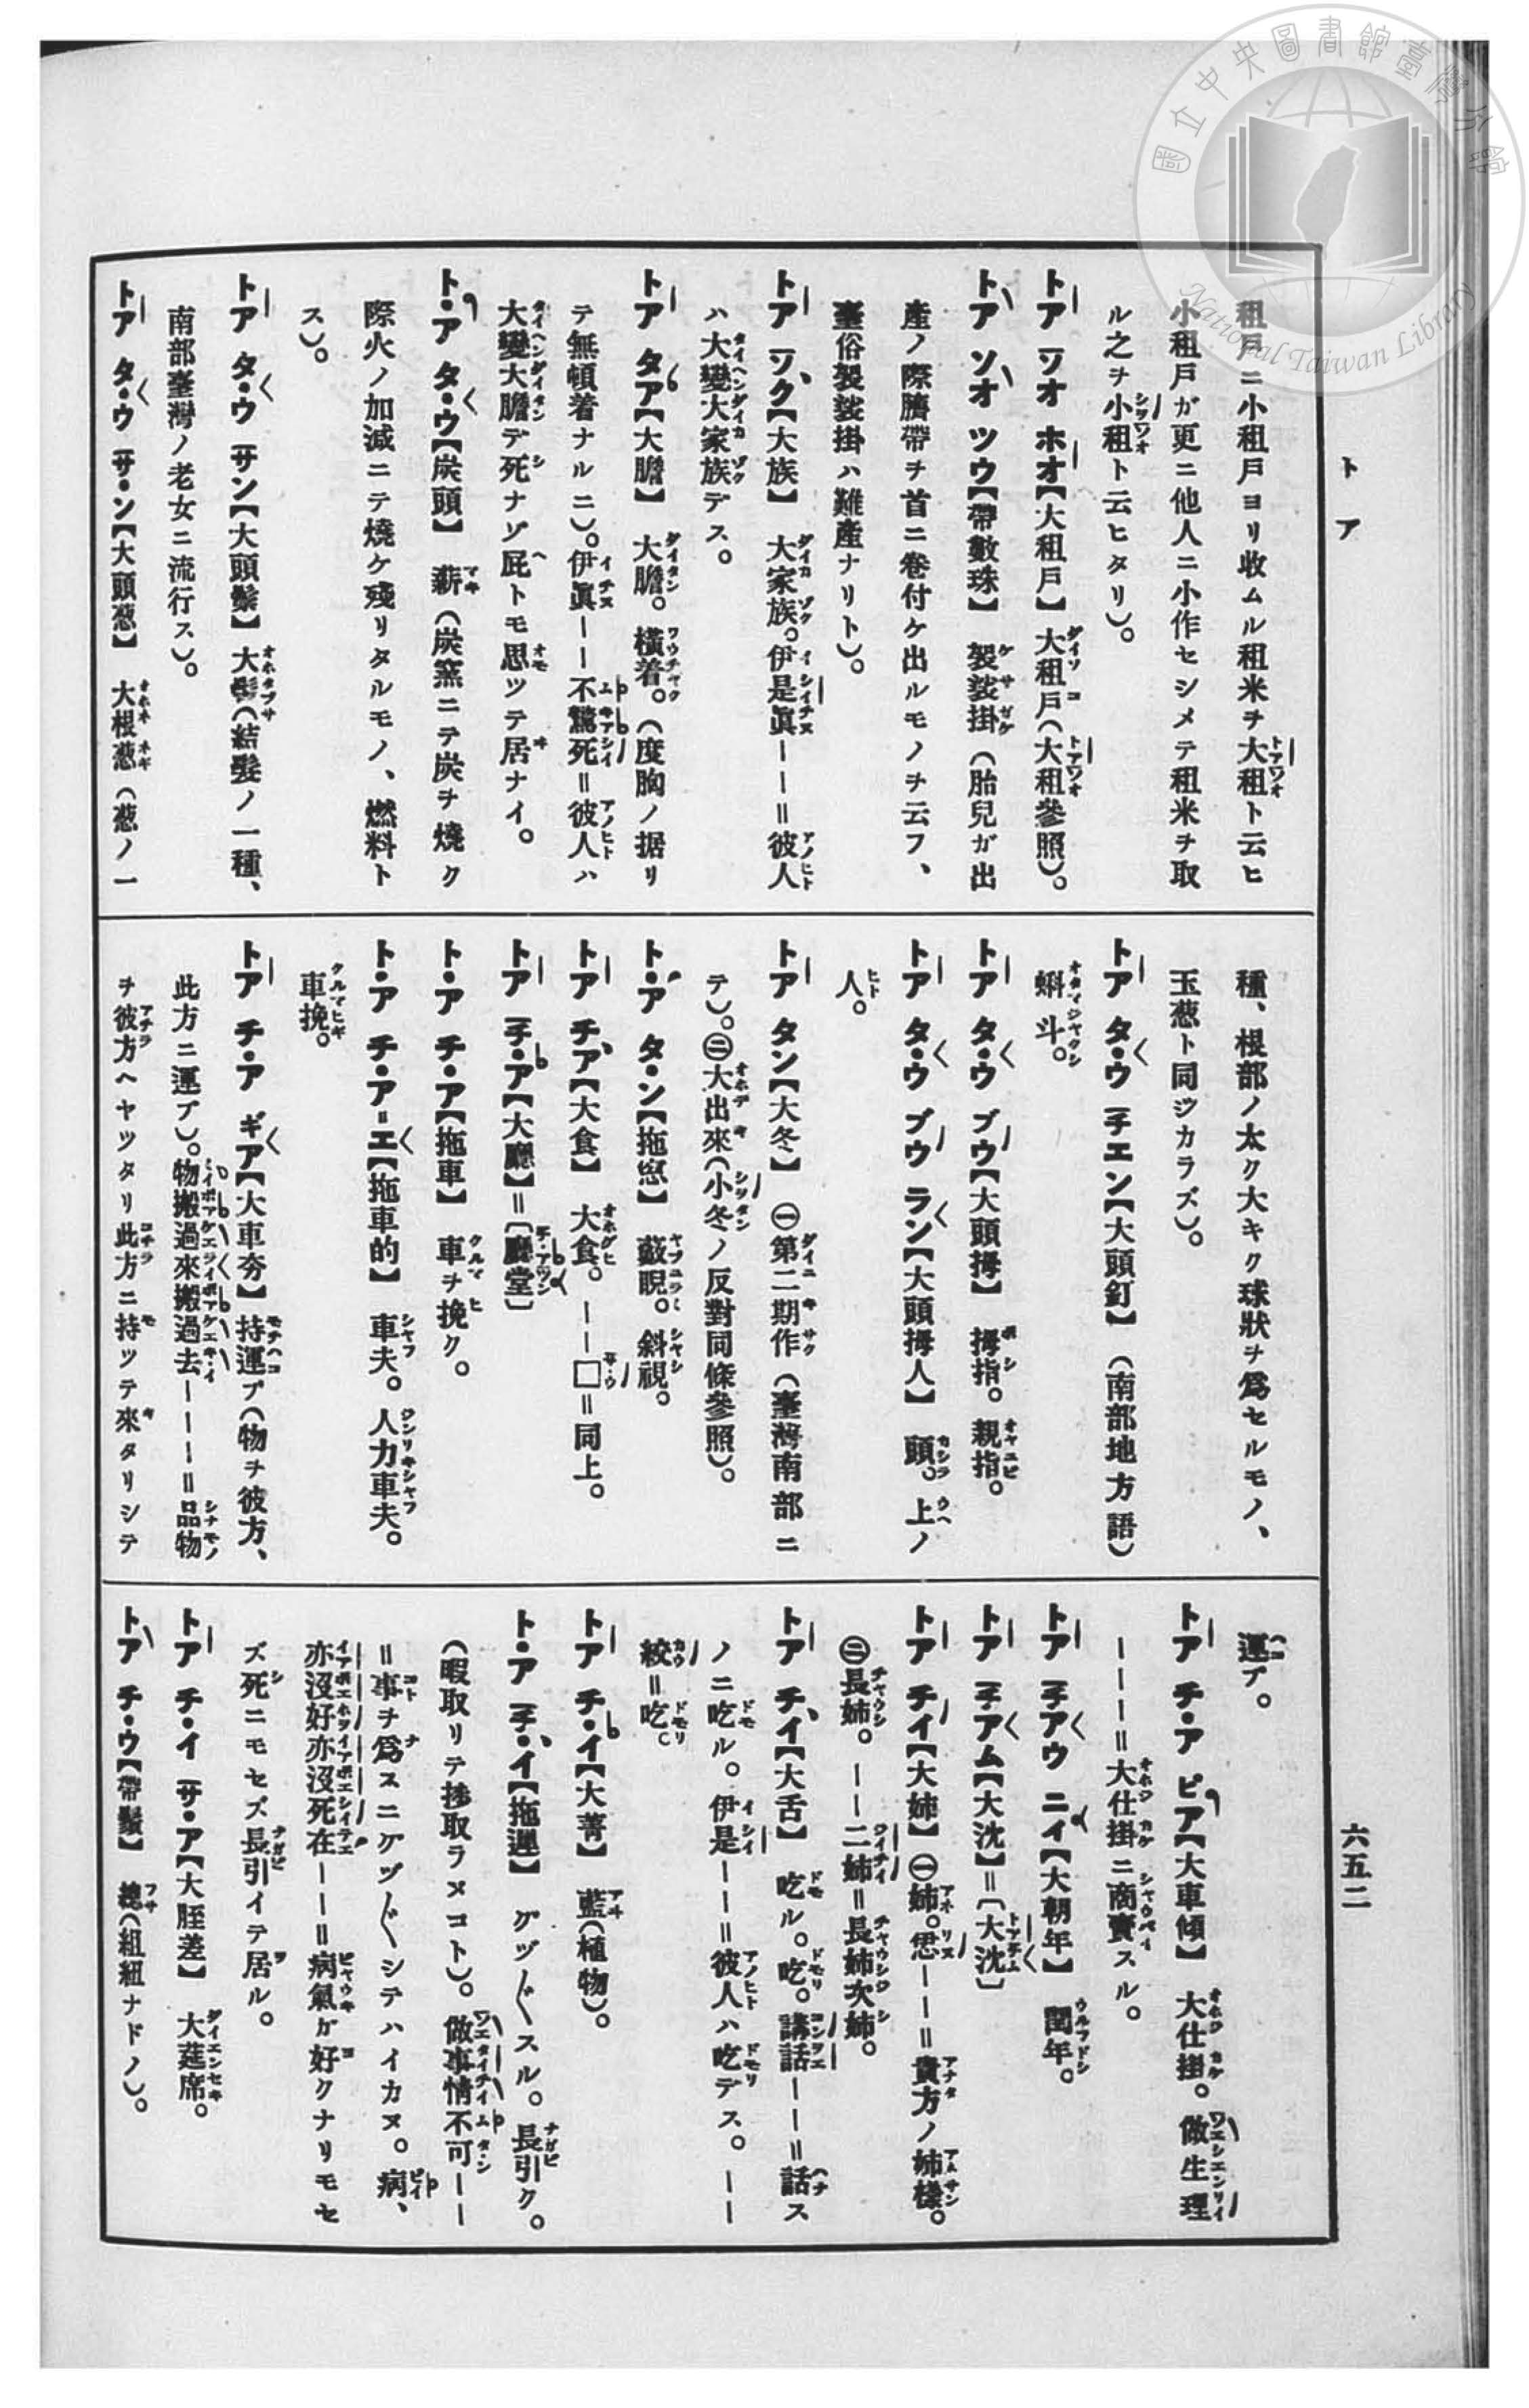 ト ア
六五二
租戶ニ小租戶ヨリ收ムル租米チ大租ト云ヒ
小租戶ガ更ニ他人ニ小作セシメテ租米チ取
ル之チ小租ト云ヒタリ)。
トア ワオ ホオ【大租戶】 大租戶(大租參照)。
トア ソオ ツウ【帶數珠】 袈裟掛(胎兒ガ出
產ノ際臍帶チ首ニ卷付ケ出ルモノチ云フ、
臺俗袈裟掛ハ難產ナリト)。
トア ワク【大族】 大家族。伊是眞ーー=彼人
ハ大變大家族デス。
トア タア【大膽】 大膽。橫着。(度胸ノ据リ
テ無頓着ナルニ)。伊眞ーー不驚死=彼人ハ
大變大膽デ死ナゾ屁トモ思ツテ居ナイ。
ト・ア タ・ウ【炭頭】 薪(炭窯ニテ炭チ燒ク
際火ノ加減ニテ燒ケ殘リタルモノ、燃料ト
ス)。
トア タ・ウ サン【大頭鬃】 大髻(結髮ノ一種、
南部臺灣ノ老女ニ流行ス)。
トア タ・ウ サ・ン【大頭葱】 大根葱(葱ノ一
種、根部ノ太ク大キク球狀チ爲セルモノ、
玉葱ト同ジカラズ)。
トア タ・ウ チエン【大頭釘】 (南部地方語)
蝌斗。
トア タ・ウ ブウ【大頭拇】 拇指。親指。
トア タ・ウ ブウ ラン【大頭拇人】 頭。上ノ
人。
トア タン【大冬】 ㊀第二期作(臺灣南部ニ
テ)。㊁大出來(小冬ノ反對同條參照)。
ト・ア タ・ン【拖窓】 藪睨。斜視。
トア チア【大食】 大食。ーー□=同上。
トア チ・ア【大廳】=〔廳堂〕
ト・ア チ・ア【拖車】 車チ挽ク。
ト・ア チ・ア=エ【拖車的】 車夫。人力車夫。
車挽。
トア チ・ア ギア【大車夯】 持運ブ(物チ彼方、
此方ニ運ブ)。物搬過來搬過去ーーー=品物
チ彼方ヘヤツタリ此方ニ持ツテ來タリシテ
運ブ。
トア チ・ア ピア【大車傾】 大仕掛。做生理
ーーー=大仕掛ニ商賣スル。
トア チアウ ニイ【大朝年】 閏年。
トア チ・アム【大沈】=〔大沈〕
トア チイ【大姉】 ㊀姉。恁ーー=貴方ノ姉樣。
㊁長姉。ーー二姉=長姉次姉。
トア チイ【大舌】 吃ル。吃。講話ーー=話ス
ノニ吃ル。伊是ーー=彼人ハ吃デス。ーー
絞=吃。
トア チ・イ【大菁】 藍(植物)。
ト・ア チ・イ【拖遲】 グヅ〱スル。長引ク。
(暇取リテ捗取ラヌコト)。做事情不可ーー
=事チ爲スニグヅ〱シテハイカヌ。病、
亦沒好亦沒死在ーー=病氣ガ好クナリモセ
ズ死ニモセズ長引イテ居ル。
トア チ・イ サ・ア【大胵差】 大莚席。
トア チ・ウ【帶鬚】 總(組紐ナドノ)。
國立中央圖書館臺灣分館
National Taiwan Library